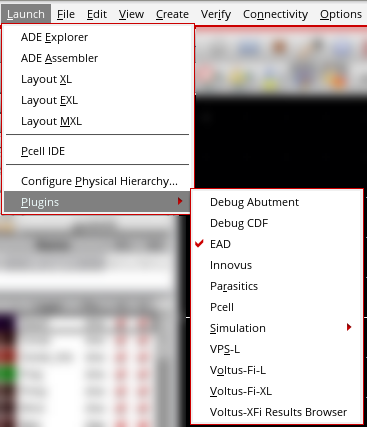 Launch File Edit View Create Verify Connectivity Options
ADE Explorer
ADE Assembler
Layout XL
Layout EXL
Layout MXL
Pcell IDE
Configure Physical Hierarchy...
Plugins
Debug Abutment
Debug CDF
EAD
Innovus
Parasitics
Pcell
Simulation
VPS-L
Voltus-Fi-L
Voltus-Fi-XL
Voltus-XFi Results Browser